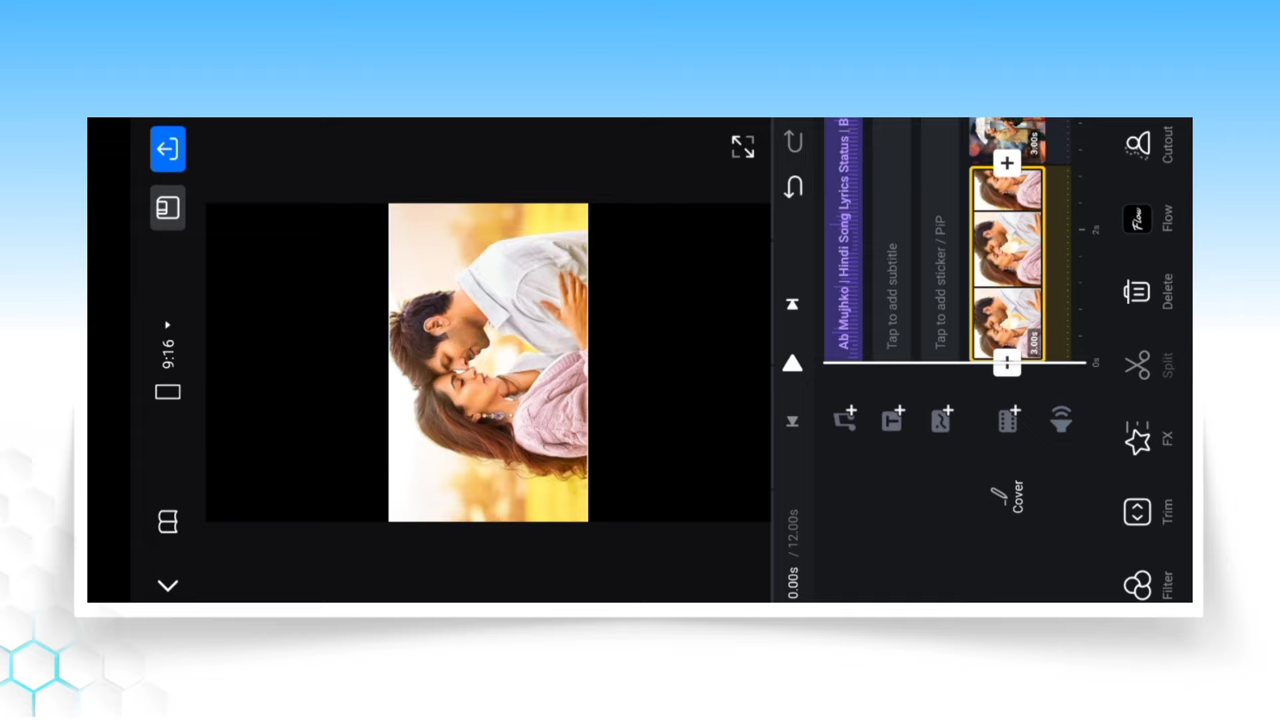 9:16
0.00s / 12.00s
Ab Mujhko | Hindi Song Lyrics Status | B
Tap to add subtitle
Tap to add sticker / PiP
3.00s
3.00s
Cover
0s
2s
Filter
Trim
FX
Split
Delete
Flow
Flow
Cutout